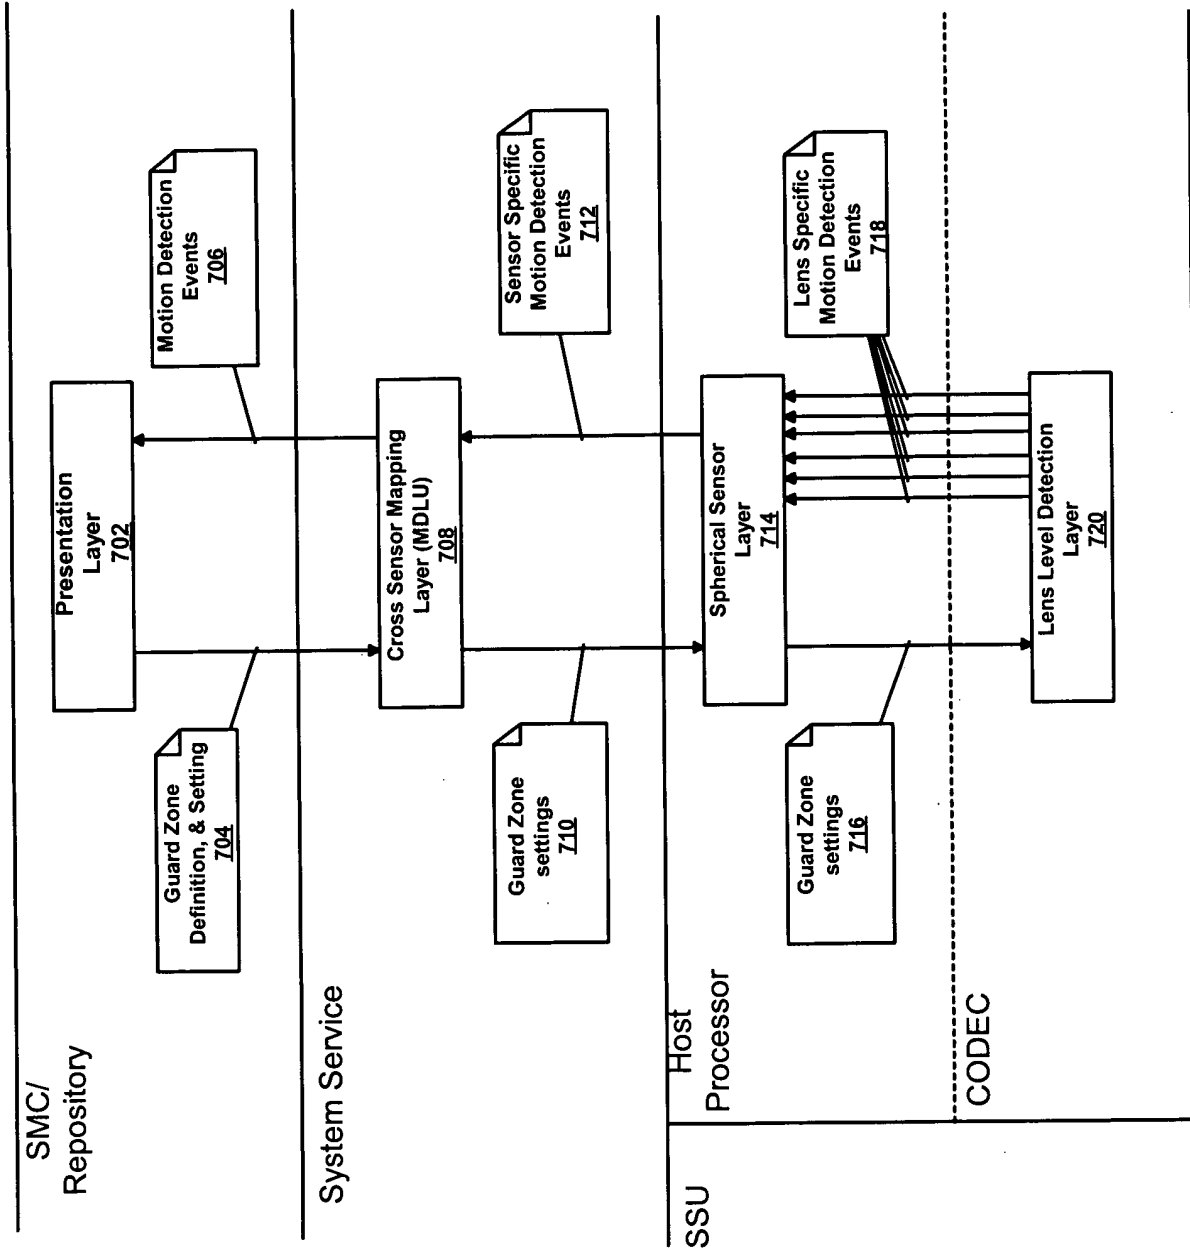 SMC/
Repository
Presentation
Layer
702
Guard Zone
Definition, & Setting
704
Motion Detection
Events
706
System Service
Cross Sensor Mapping
Layer (MDLU)
708
Guard Zone
settings
710
Sensor Specific
Motion Detection
Events
712
SSU
Host
Processor
Spherical Sensor
Layer
714
Guard Zone
settings
716
Lens Specific
Motion Detection
Events
718
CODEC
Lens Level Detection
Layer
720